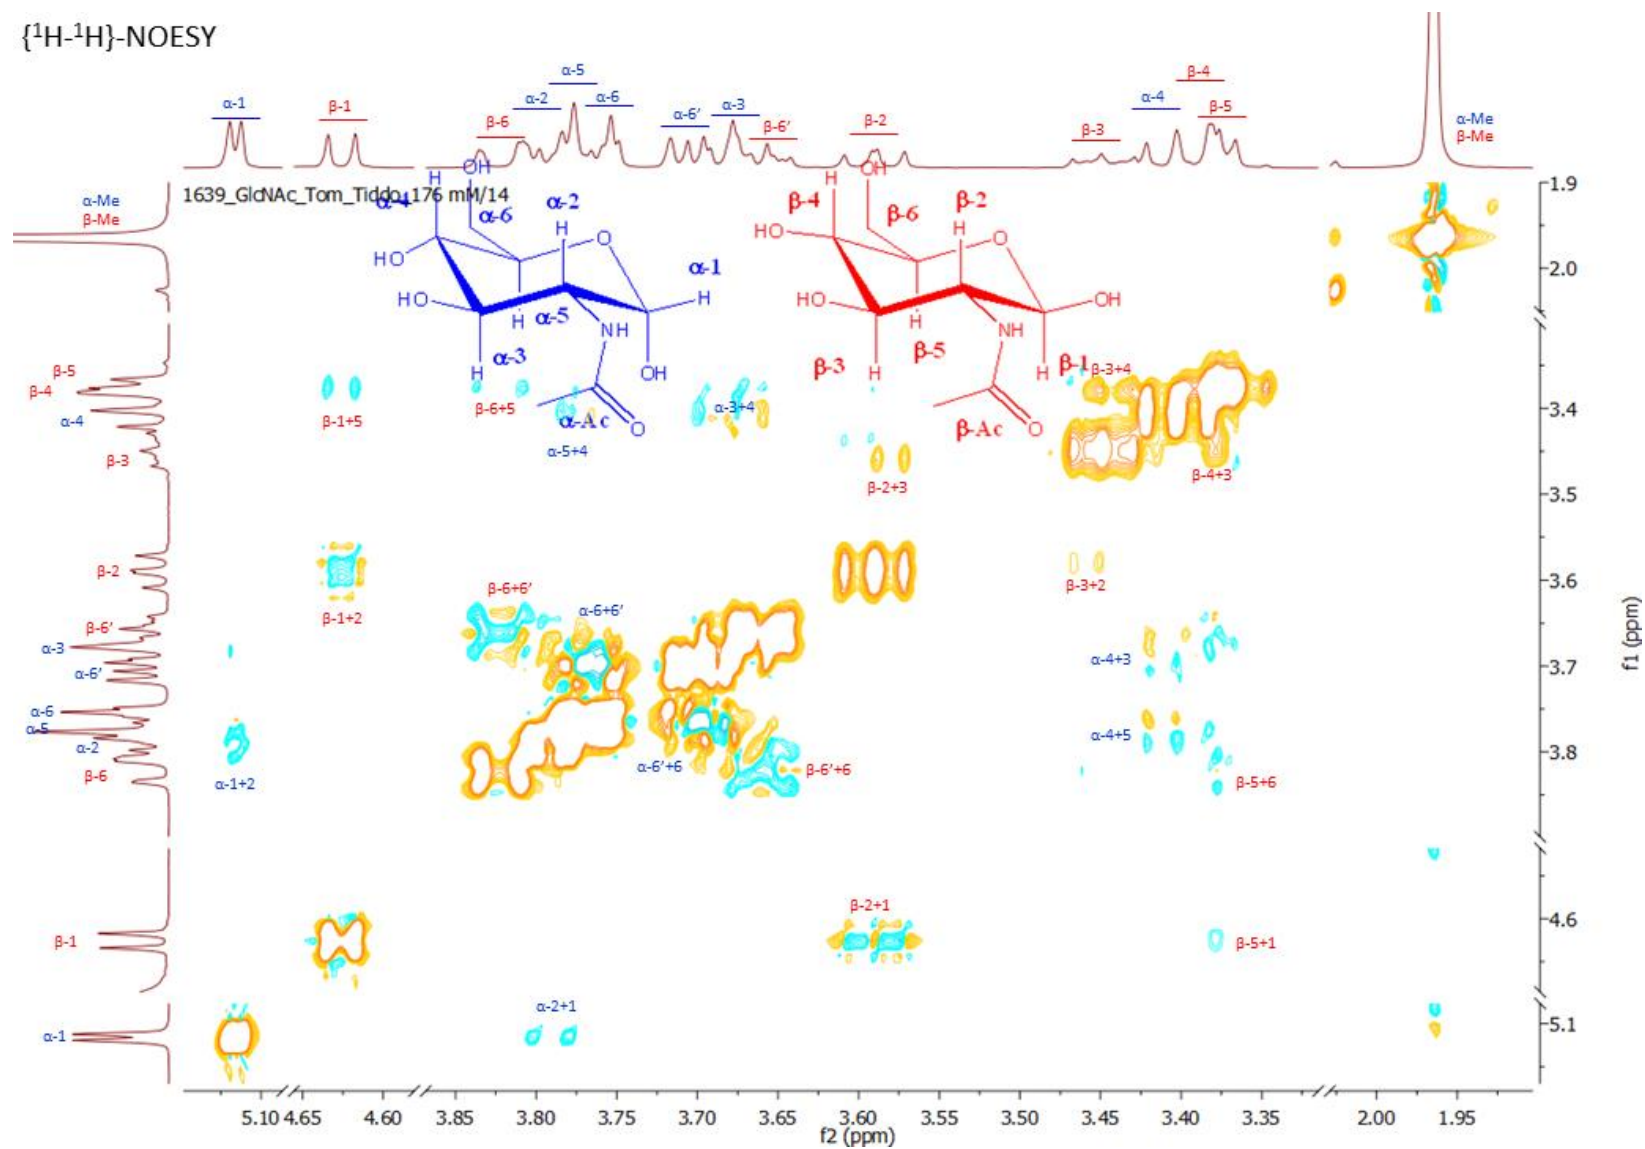 {¹H-¹H}-NOESY
α-1
β-1
β-6
α-2
α-5
α-6
α-6'
α-3
β-6'
β-2
β-3
α-4
β-4
β-5
α-Me
β-Me
α-Me
β-Me
1639_GlcNAc_Tom_Tiddo_176 mM/14
H
OH
α-4
α-6
α-2
H
O
HO
α-1
HO
H
H
α-5
NH
α-3
H
OH
α-Ac
O
H
OH
β-4
β-6
β-2
H
HO
O
HO
OH
H
NH
β-5
β-3
H
H
β-1
β-Ac
O
β-5
β-4
α-4
β-3
β-2
β-6'
α-3
α-6'
α-6
α-5
α-2
β-6
β-1
α-1
β-1+5
β-6+5
α-5+4
α-3+4
β-3+4
β-2+3
β-4+3
β-1+2
β-6+6'
α-6+6'
β-3+2
α-4+3
α-4+5
α-1+2
α-6'+6
β-6'+6
β-5+6
β-2+1
β-5+1
α-2+1
1.9
2.0
3.4
3.5
3.6
3.7
3.8
4.6
5.1
f1 (ppm)
5.10 4.65 4.60 3.85 3.80 3.75 3.70 3.65 3.60 3.55 3.50 3.45 3.40 3.35 2.00 1.95
f2 (ppm)